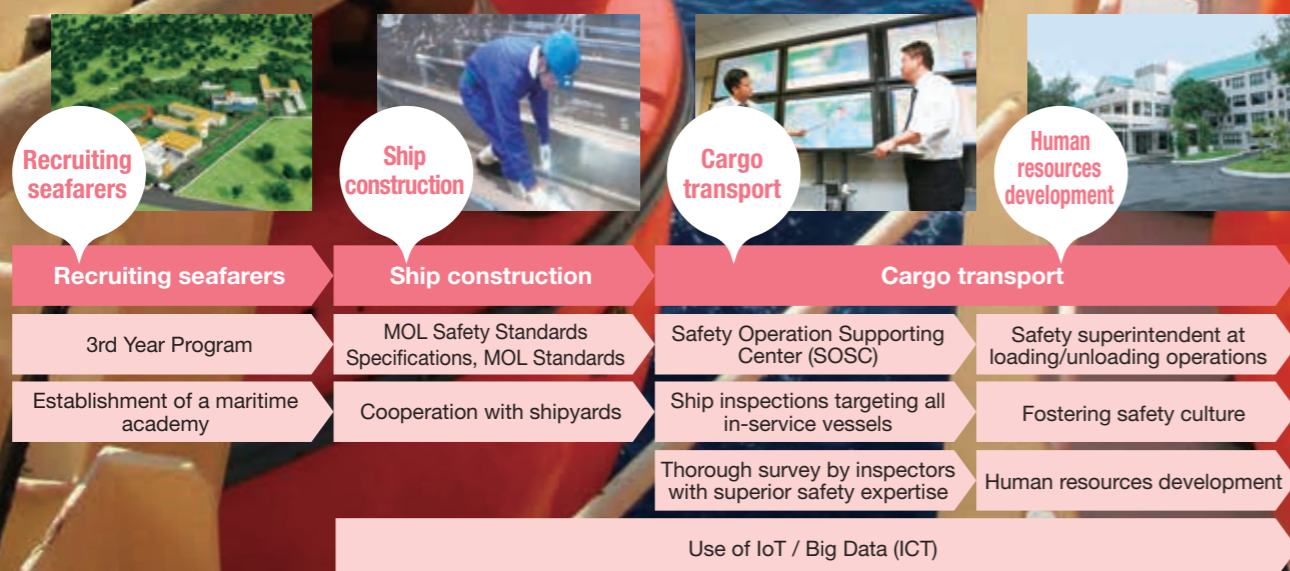 Recruiting
seafarers
Ship
construction
Cargo
transport
Human
resources
development
Recruiting seafarers
Ship construction
Cargo transport
3rd Year Program
MOL Safety Standards
Specifications, MOL Standards
Safety Operation Supporting
Center (SOSC)
Safety superintendent at
loading/unloading operations
Establishment of a maritime
academy
Cooperation with shipyards
Ship inspections targeting all
in-service vessels
Fostering safety culture
Thorough survey by inspectors
with superior safety expertise
Human resources development
Use of IoT / Big Data (ICT)